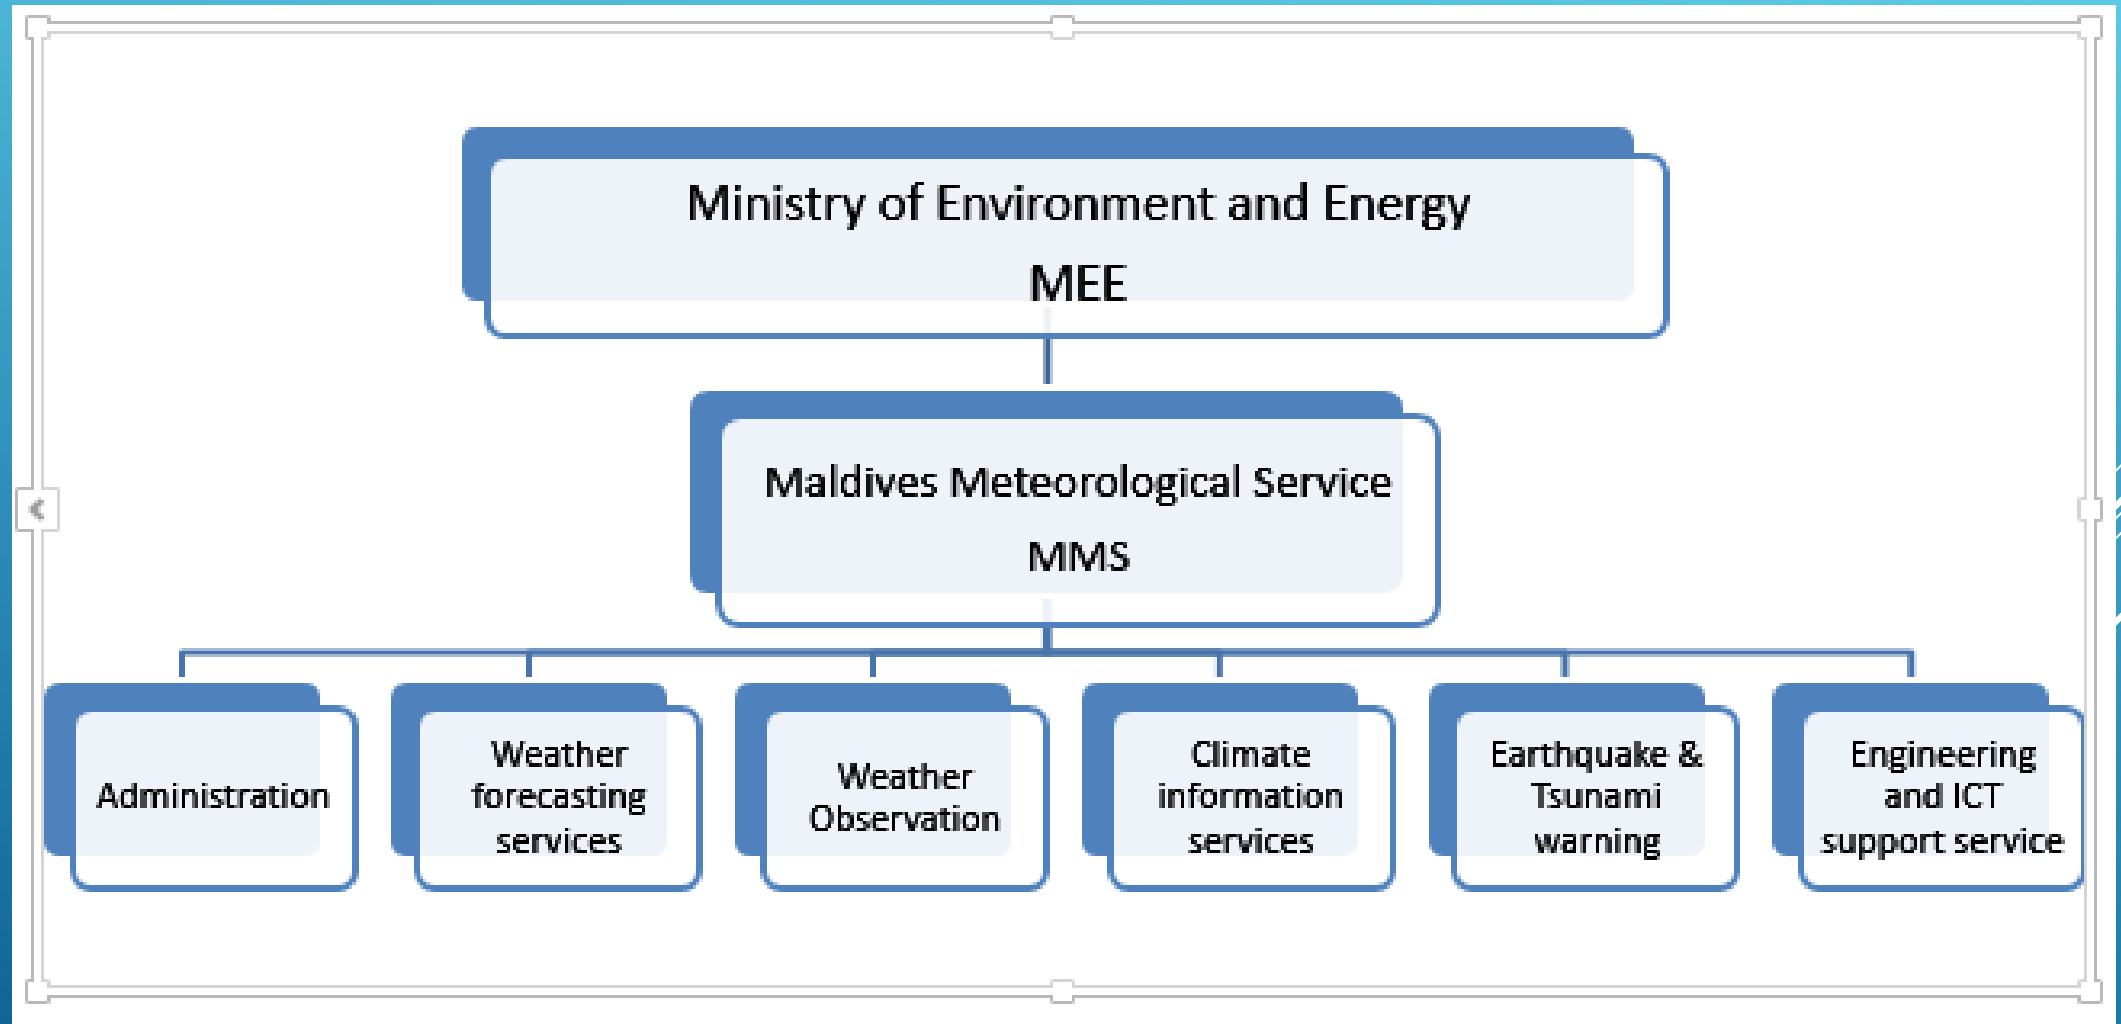 Ministry of Environment and Energy
MEE
Maldives Meteorological Service
MMS
Administration
Weather
forecasting
services
Weather
Observation
Climate
information
services
Earthquake &
Tsunami
warning
Engineering
and ICT
support service